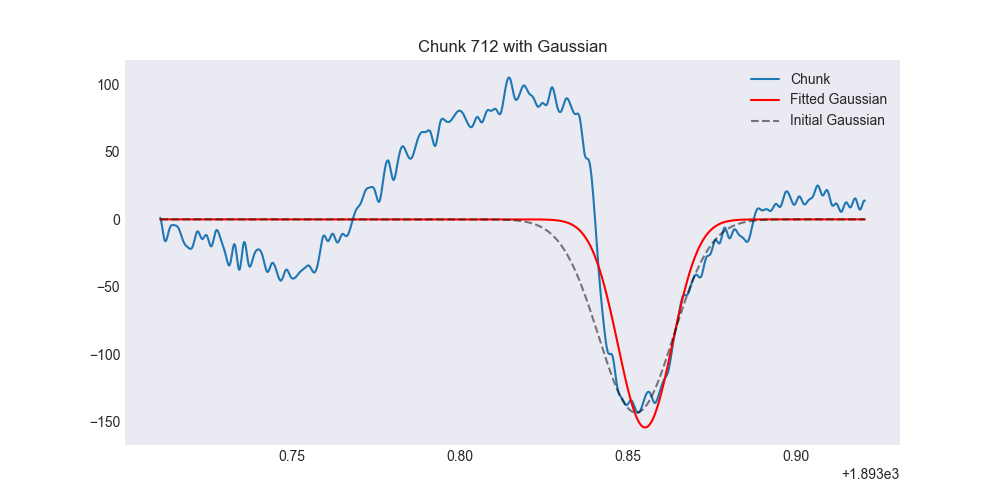 Chunk 712 with Gaussian
Chunk
Fitted Gaussian
Initial Gaussian
100
50
0
−50
−100
−150
0.75
0.80
0.85
0.90
+1.893e3